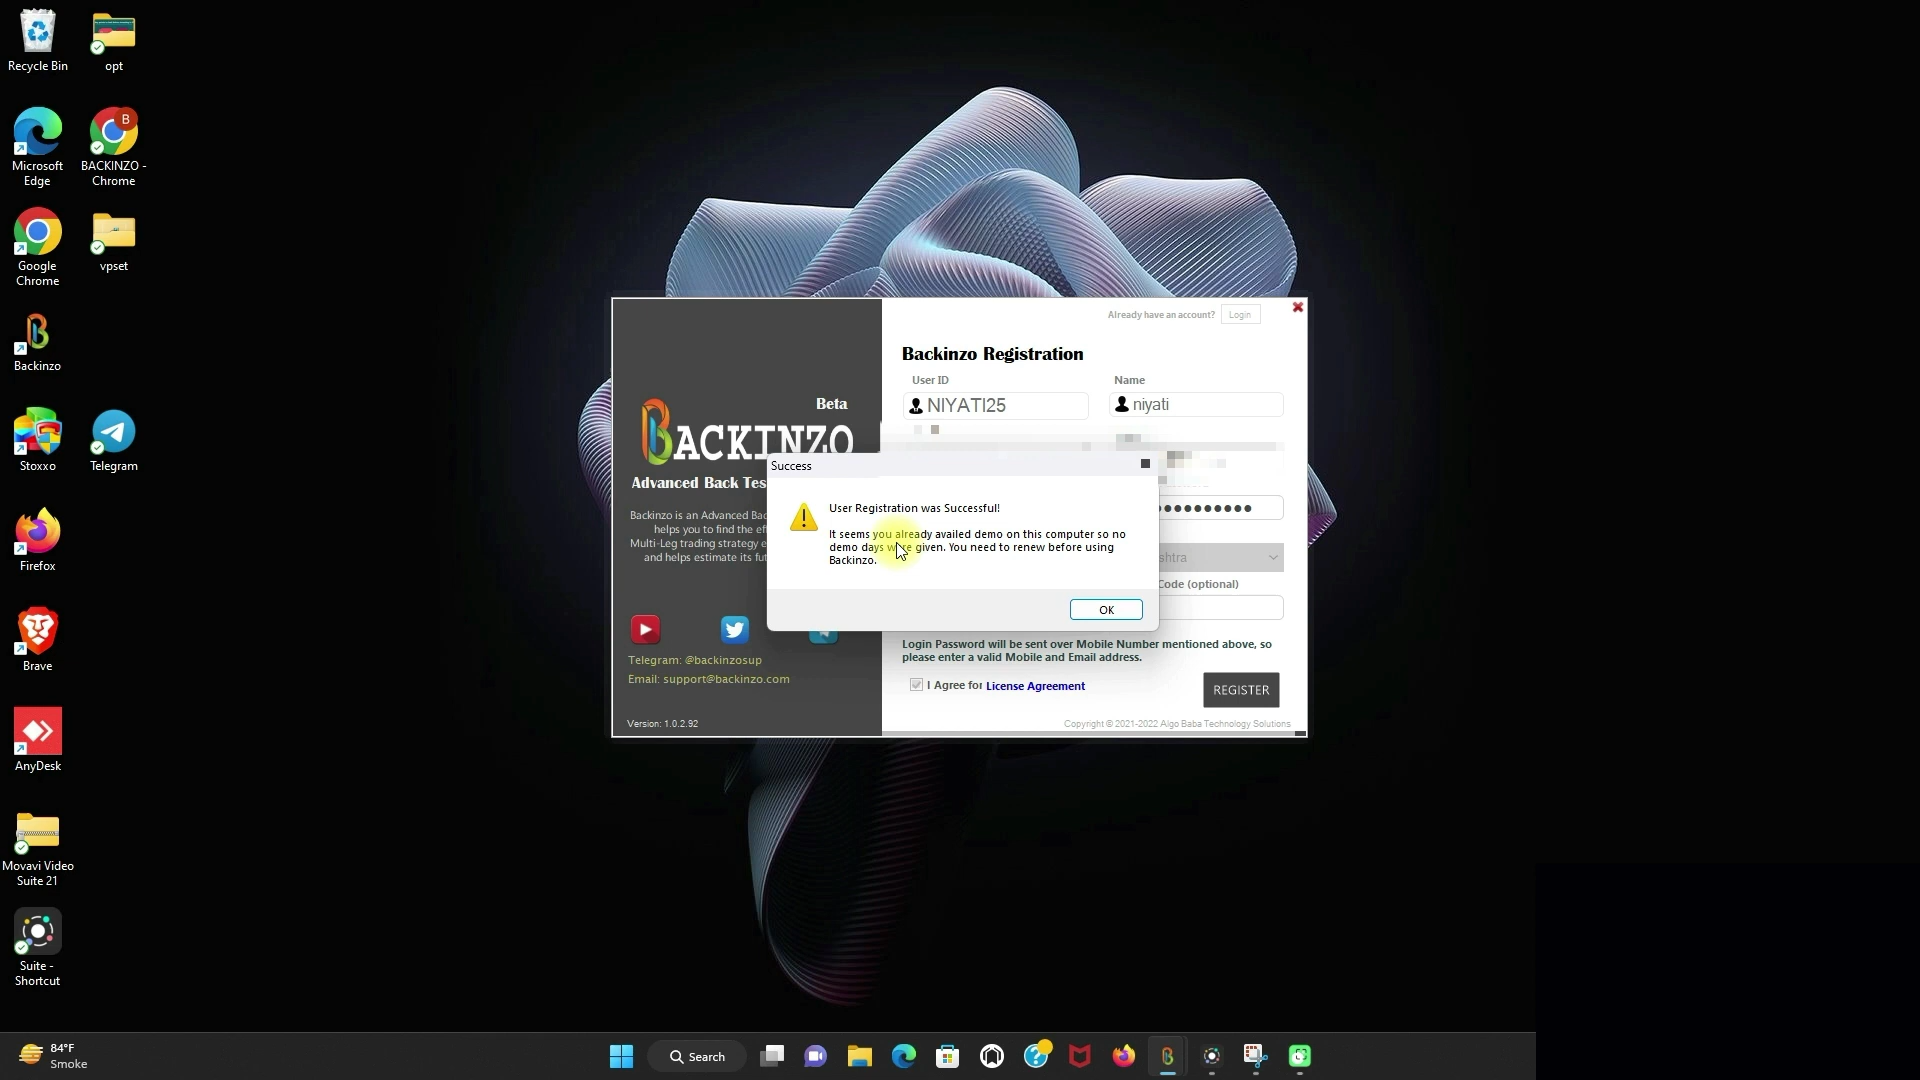 Recycle Bin
opt
Microsoft
Edge
B
BACKINZO -
Chrome
Google
Chrome
vpset
Backinzo
Stoxxo
Telegram
Firefox
Brave
AnyDesk
Movavi Video
Suite 21
Suite -
Shortcut
Already have an account?
Login
Backinzo Registration
User ID
Name
NIYATI25
niyati
Beta
BACKINZO
Advanced Back Tes
Backinzo is an Advanced Bac
helps you to find the ef
Multi-Leg trading strategy e
and helps estimate its fut
Success
User Registration was Successful!
It seems you already availed demo on this computer so no
demo days were given. You need to renew before using
Backinzo.
OK
shtra
Code (optional)
Telegram: @backinzosup
Email: support@backinzo.com
Version: 1.0.2.92
Login Password will be sent over Mobile Number mentioned above, so
please enter a valid Mobile and Email address.
I Agree for License Agreement
REGISTER
Copyright © 2021-2022 Algo Baba Technology Solutions
84°F
Smoke
Search